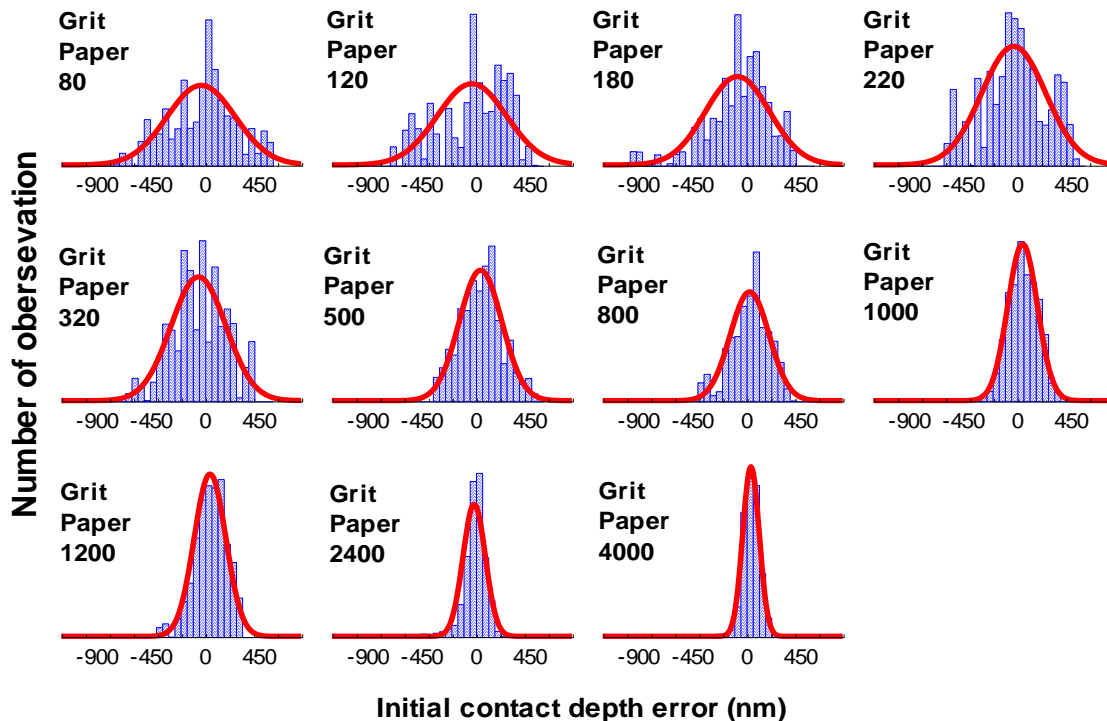 Number of obersevation
Grit
Paper
80
-900 -450 0 450
Grit
Paper
120
-900 -450 0 450
Grit
Paper
180
-900 -450 0 450
Grit
Paper
220
-900 -450 0 450
Grit
Paper
320
-900 -450 0 450
Grit
Paper
500
-900 -450 0 450
Grit
Paper
800
-900 -450 0 450
Grit
Paper
1000
-900 -450 0 450
Grit
Paper
1200
-900 -450 0 450
Grit
Paper
2400
-900 -450 0 450
Grit
Paper
4000
-900 -450 0 450
Initial contact depth error (nm)